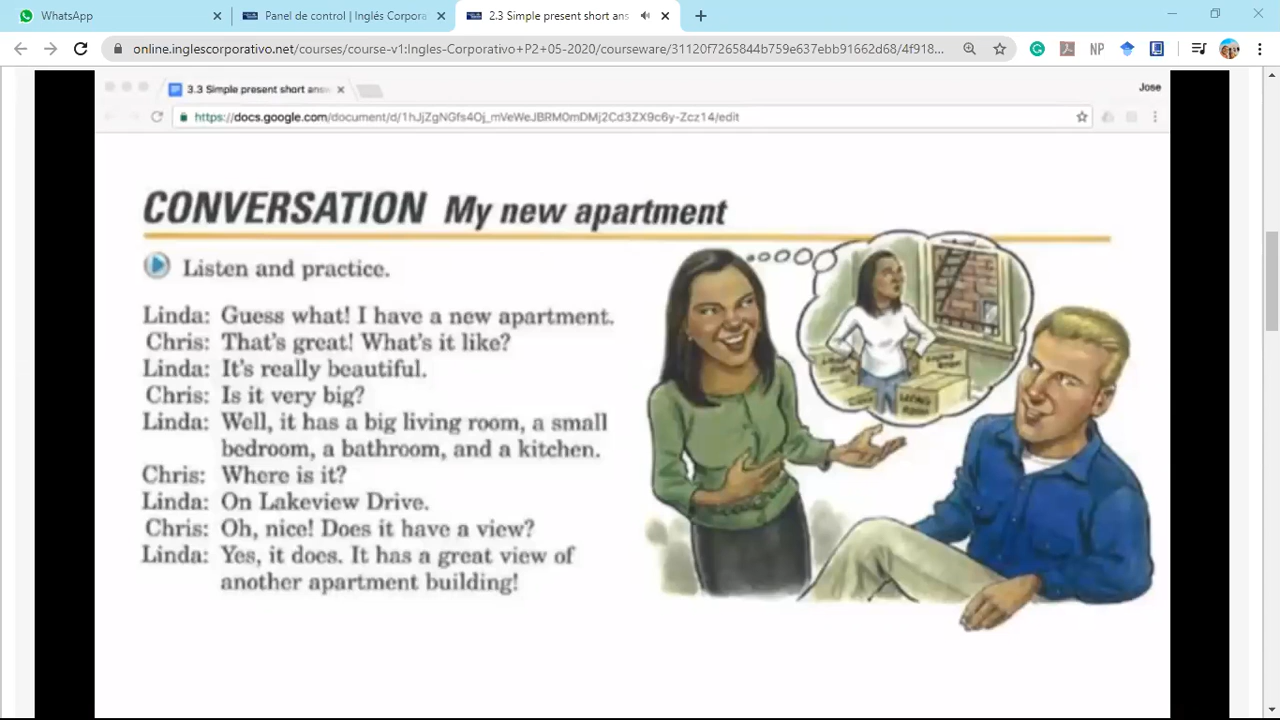 WhatsApp
Panel de control | Inglés Corpora
2.3 Simple present short ans
online.inglescorporativo.net/courses/course-v1:Ingles-Corporativo+P2+05-2020/courseware/31120f7265844b759e637ebb91662d68/4f918...
NP
3.3 Simple present short ans
Jose
https://docs.google.com/document/d/1hJjZgNGfs4Oj_mVeWeJBRM0mDMj2Cd3ZX9c6y-Zcz14/edit
CONVERSATION My new apartment
Listen and practice.
Linda: Guess what! I have a new apartment.
Chris: That's great! What's it like?
Linda: It's really beautiful.
Chris: Is it very big?
Linda: Well, it has a big living room, a small
bedroom, a bathroom, and a kitchen.
Chris: Where is it?
Linda: On Lakeview Drive.
Chris: Oh, nice! Does it have a view?
Linda: Yes, it does. It has a great view of
another apartment building!
LIVING
ROOM